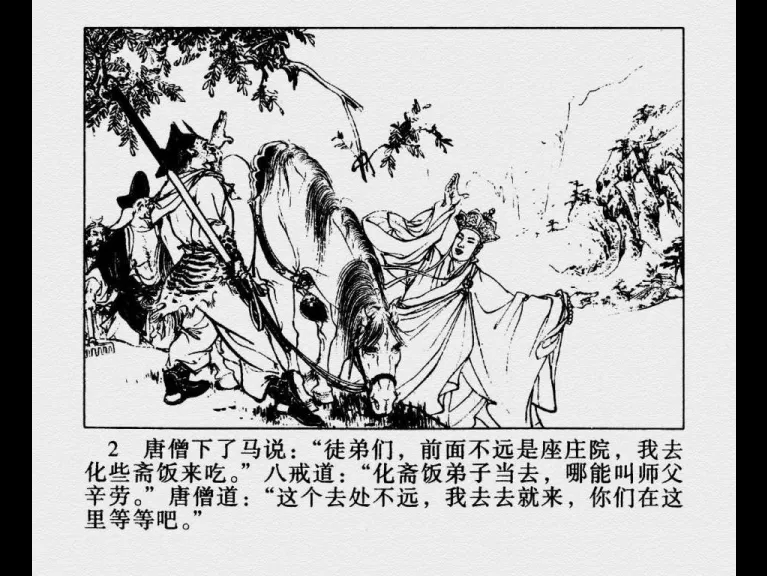 2 唐僧下了马说：“徒弟们，前面不远是座庄院，我去
化些斋饭来吃。”八戒道：“化斋饭弟子当去，哪能叫师父
辛劳。”唐僧道：“这个去处不远，我去去就来，你们在这
里等等吧。”